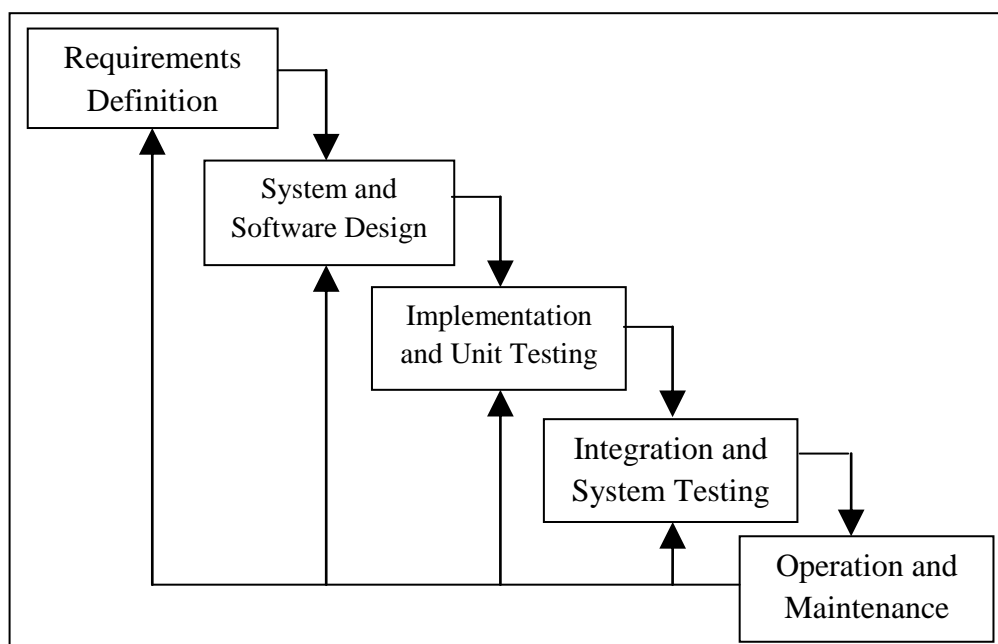 Requirements
Definition
System and
Software Design
Implementation
and Unit Testing
Integration and
System Testing
Operation and
Maintenance